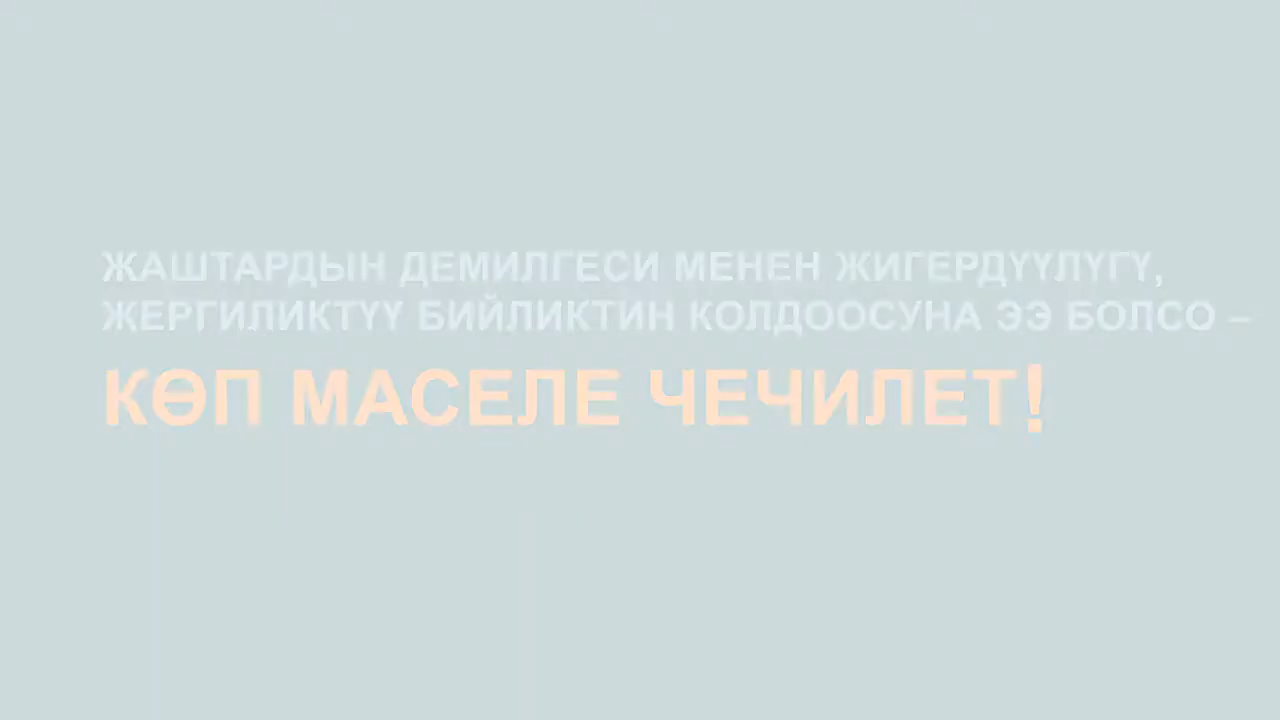 ЖАШТАРДЫН ДЕМИЛГЕСИ МЕНЕН ЖИГЕРДҮҮЛҮГҮ,
ЖЕРГИЛИКТҮҮ БИЙЛИКТИН КОЛДООСУНА ЭЭ БОЛСО –
КӨП МАСЕЛЕ ЧЕЧИЛЕТ!